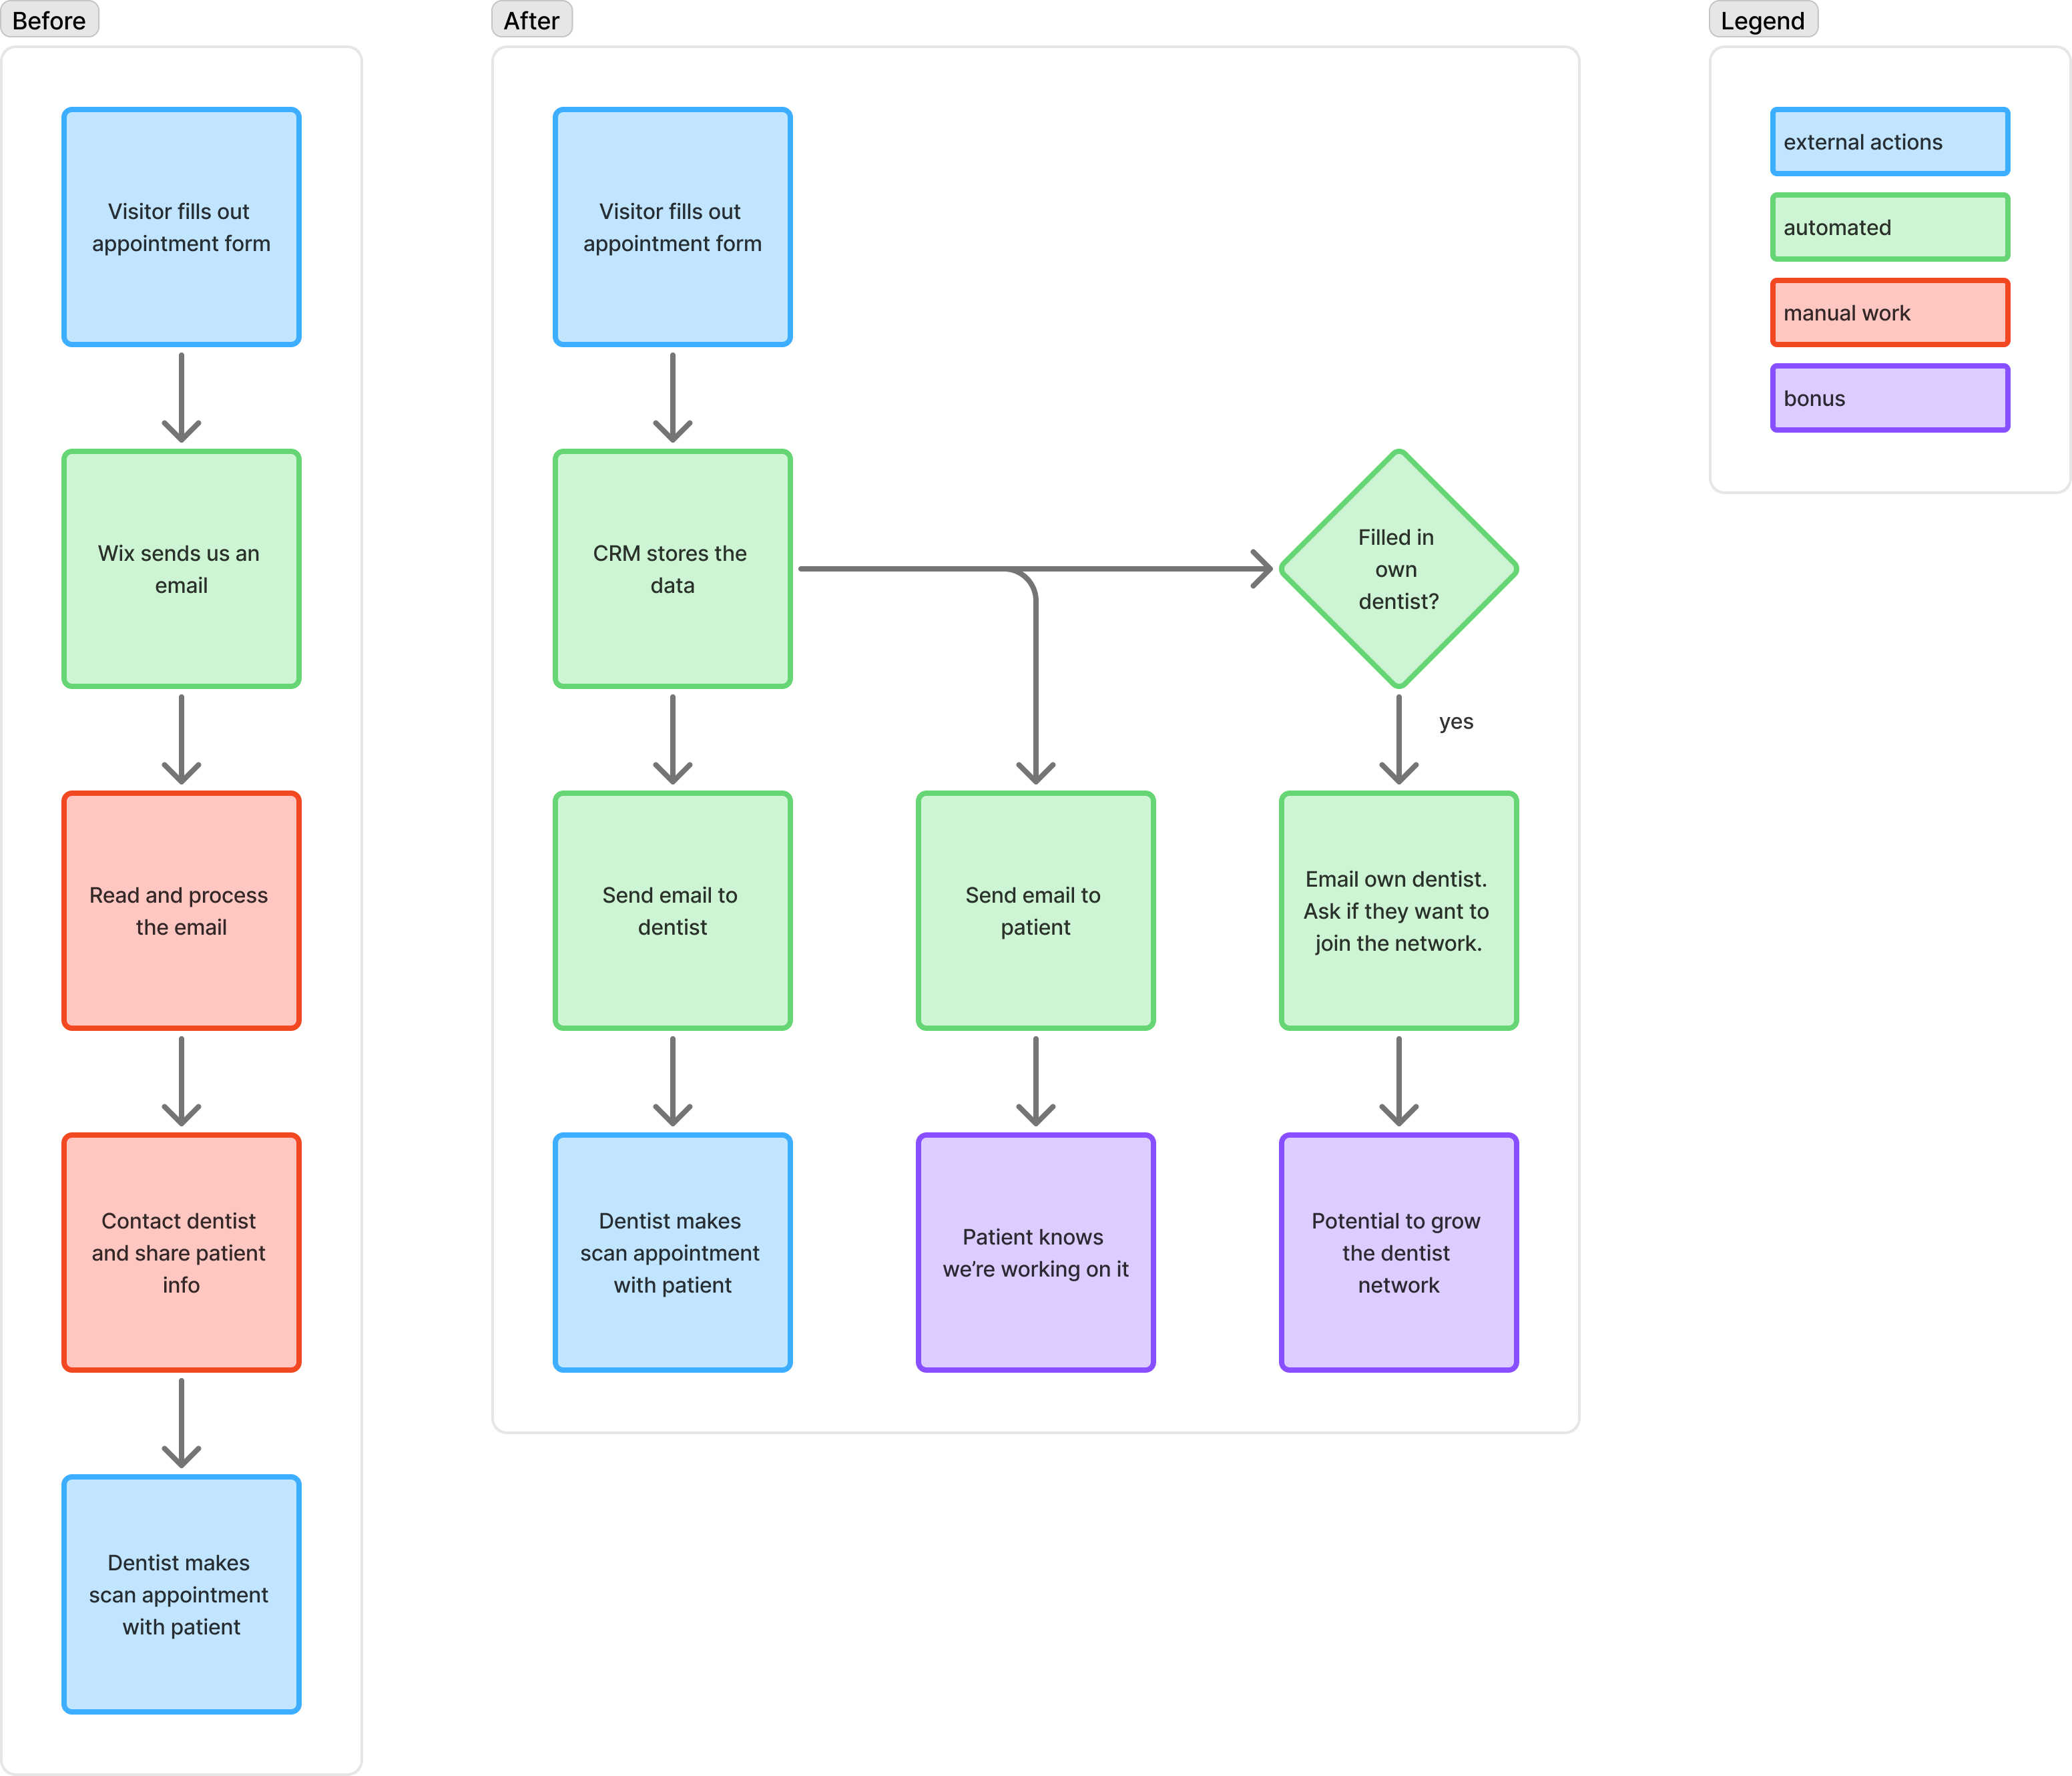 Before
Visitor fills out
appointment form
Wix sends us an
email
Read and process
the email
Contact dentist
and share patient
info
Dentist makes
scan appointment
with patient
After
Visitor fills out
appointment form
CRM stores the
data
Filled in
own
dentist?
yes
Send email to
dentist
Send email to
patient
Email own dentist.
Ask if they want to
join the network.
Dentist makes
scan appointment
with patient
Patient knows
we’re working on it
Potential to grow
the dentist
network
Legend
external actions
automated
manual work
bonus